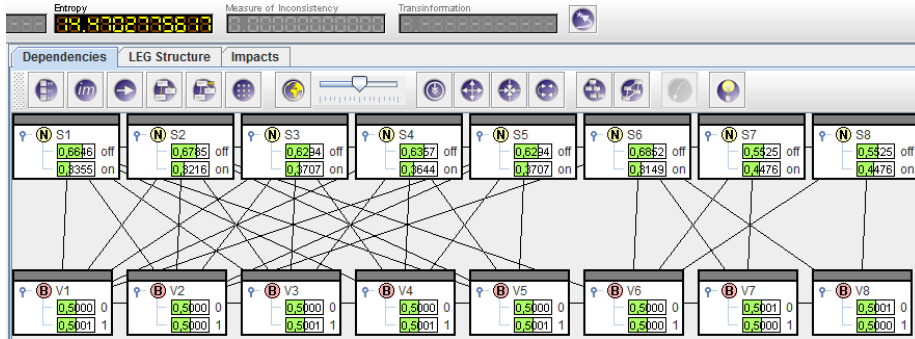 Entropy Measure of Inconsistency Transinformation
Dependencies LEG Structure Impacts
im
N S1 N S2 N S3 N S4 N S5 N S6 N S7 N S8
0,6646 off 0,6785 off 0,6294 off 0,6357 off 0,6294 off 0,6852 off 0,5525 off 0,5525 off
0,3355 on 0,3216 on 0,3707 on 0,3644 on 0,3707 on 0,3149 on 0,4476 on 0,4476 on
B V1 B V2 B V3 B V4 B V5 B V6 B V7 B V8
0,5000 0 0,5000 0 0,5000 0 0,5000 0 0,5000 0 0,5000 0 0,5001 0 0,5001 0
0,5001 1 0,5001 1 0,5001 1 0,5001 1 0,5001 1 0,5000 1 0,5000 1 0,5000 1